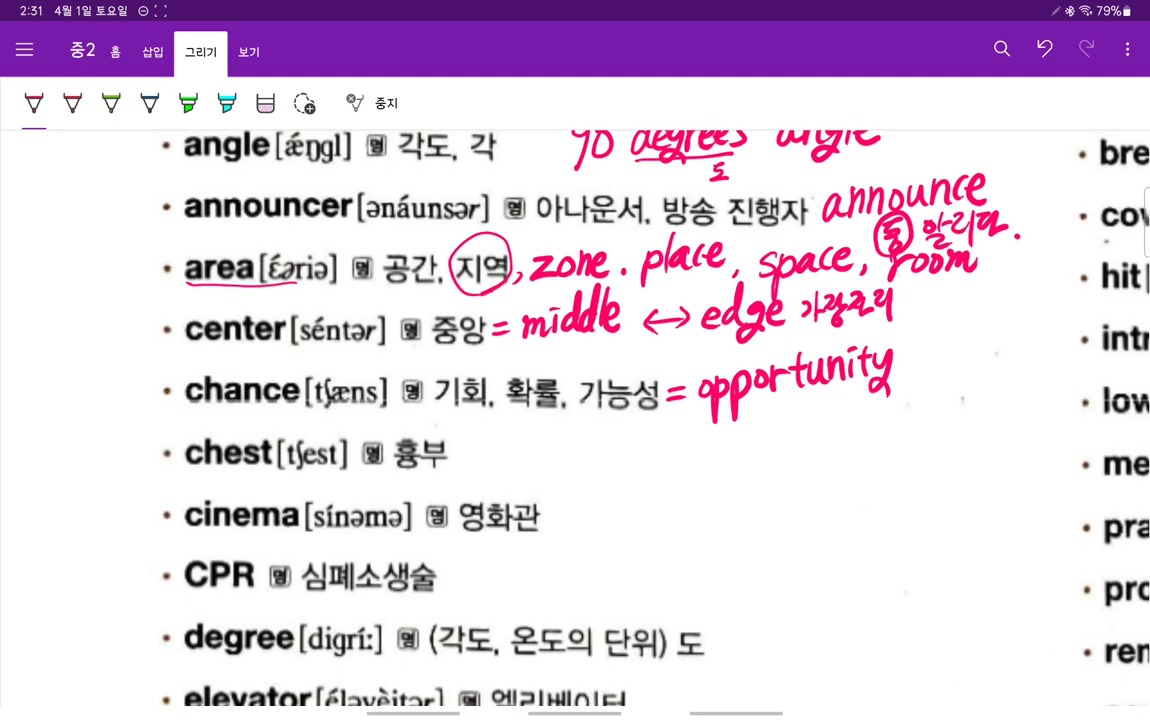 2:31 4월 1일 토요일 79%
중2 홈 삽입 그리기 보기
중지
angle[ǽŋgl] 명 각도, 각 90 degrees angle
도
announcer[ənáunsər] 명 아나운서, 방송 진행자 announce
동 알리다.
area[ɛ́əriə] 명 공간, 지역, zone. place, space, room
center[séntər] 명 중앙 = middle ↔ edge 가장자리
chance[tʃæns] 명 기회, 확률, 가능성 = opportunity
chest[tʃest] 명 흉부
cinema[sínəmə] 명 영화관
CPR 명 심폐소생술
degree[digríː] 명 (각도, 온도의 단위) 도
elevator[éləvèitər] 명 엘리베이터
bre
cov
hit[
intr
low
me
pra
pro
ren